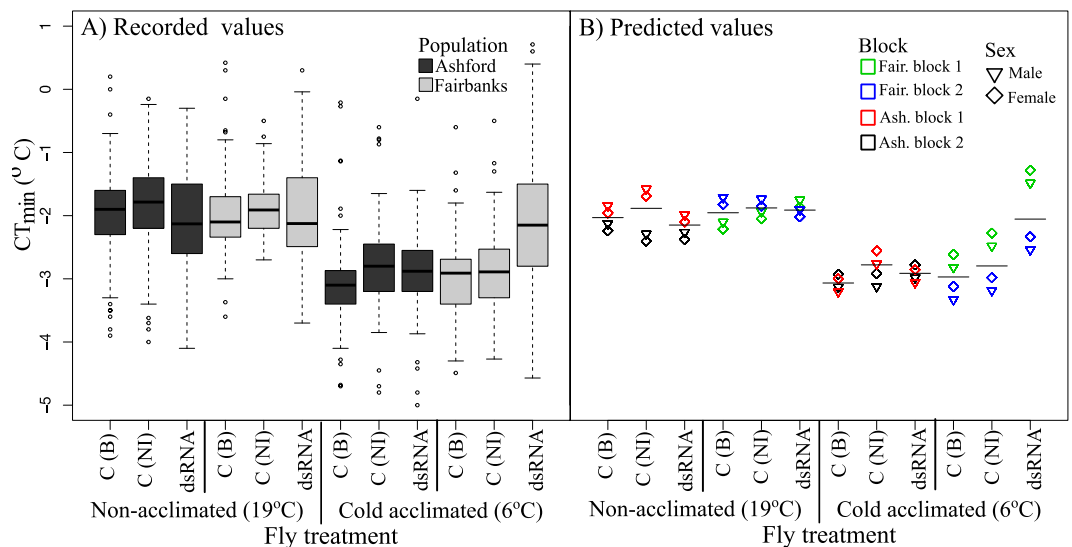 A) Recorded values
Population
Ashford
Fairbanks
CTmin (º C)
1
0
−1
−2
−3
−4
−5
C (B)
C (NI)
dsRNA
C (B)
C (NI)
dsRNA
C (B)
C (NI)
dsRNA
C (B)
C (NI)
dsRNA
Non-acclimated (19ºC)
Cold acclimated (6ºC)
Fly treatment
B) Predicted values
Block
Fair. block 1
Fair. block 2
Ash. block 1
Ash. block 2
Sex
Male
Female
C (B)
C (NI)
dsRNA
C (B)
C (NI)
dsRNA
C (B)
C (NI)
dsRNA
C (B)
C (NI)
dsRNA
Non-acclimated (19ºC)
Cold acclimated (6ºC)
Fly treatment